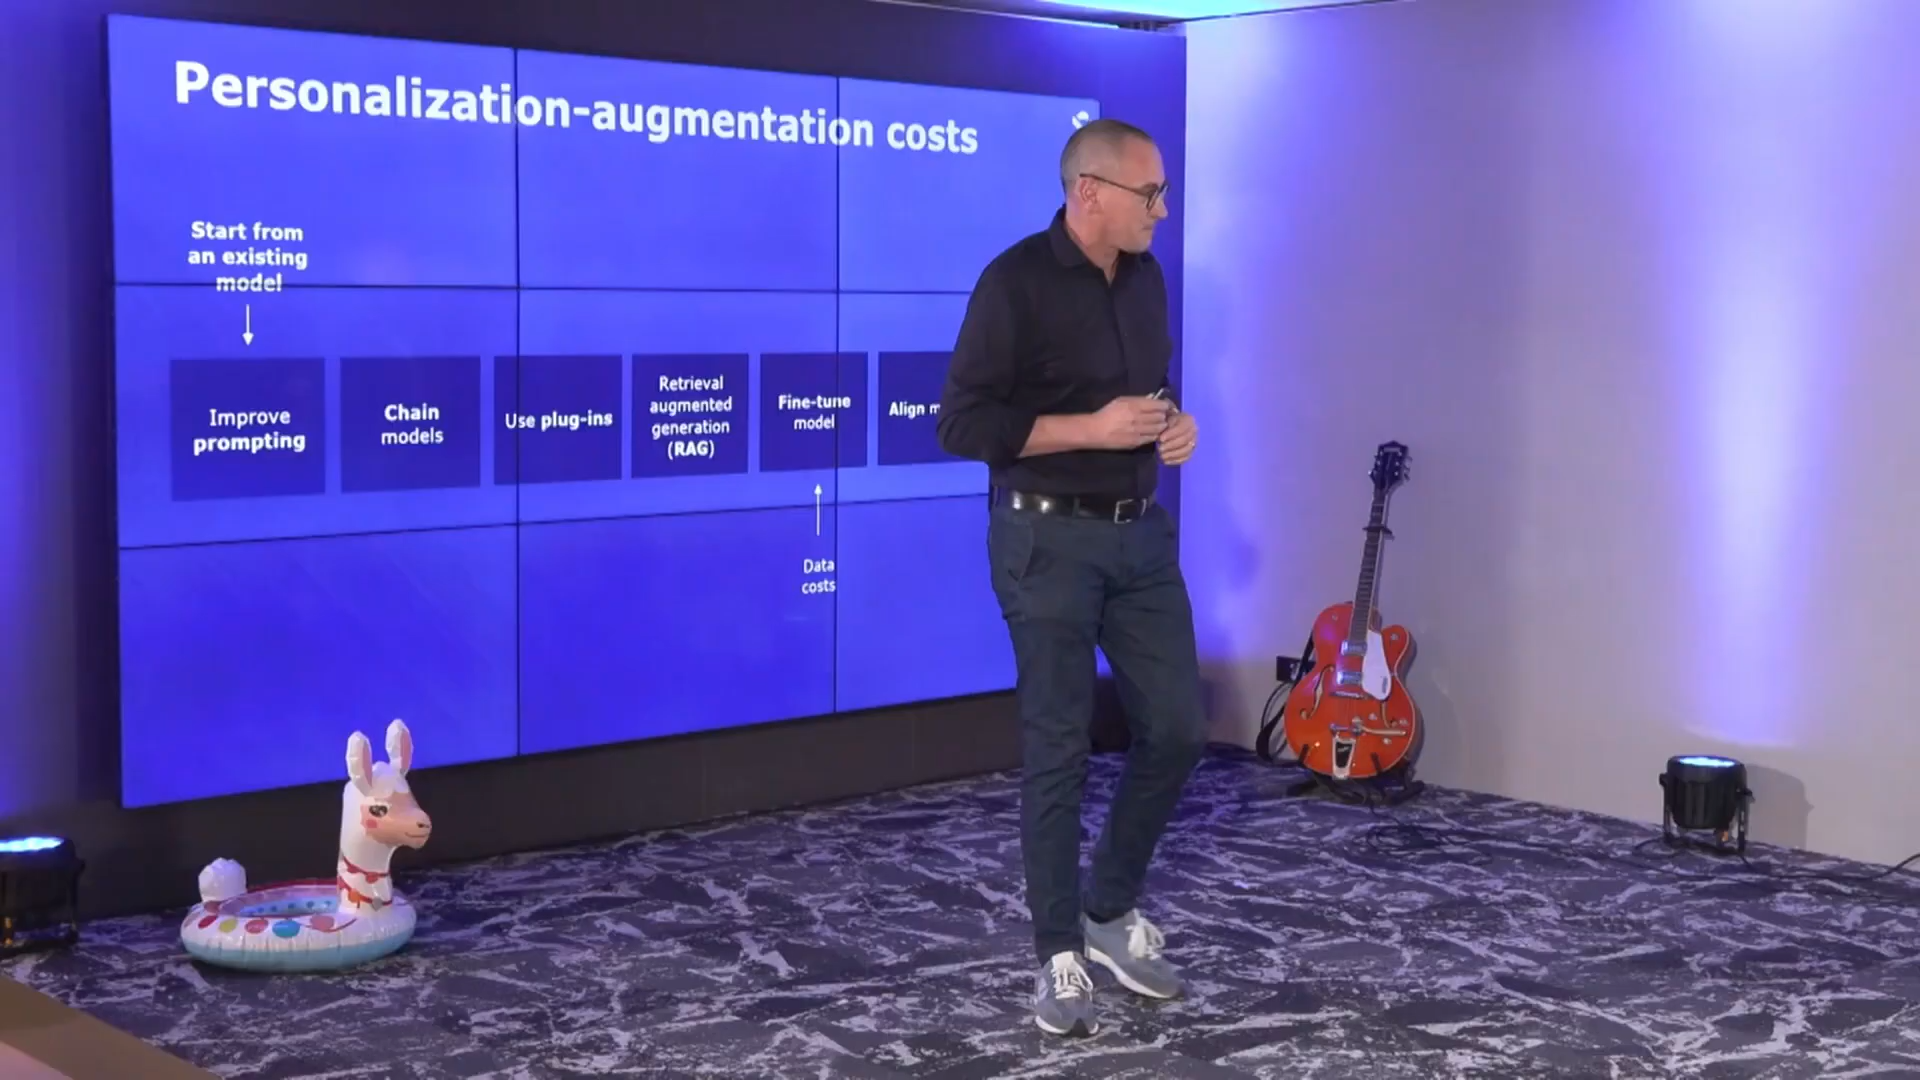 Personalization-augmentation costs
Start from
an existing
model
Improve
prompting
Chain
models
Use plug-ins
Retrieval
augmented
generation
(RAG)
Fine-tune
model
Align
Data
costs